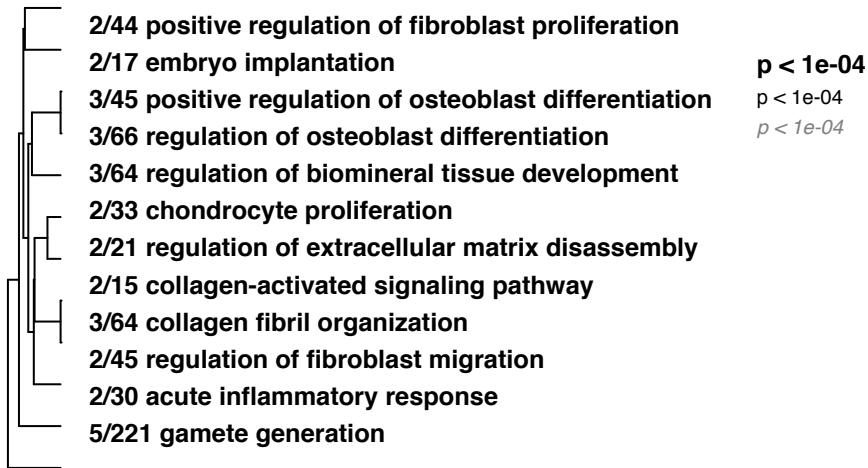 2/44 positive regulation of fibroblast proliferation
2/17 embryo implantation
3/45 positive regulation of osteoblast differentiation
3/66 regulation of osteoblast differentiation
3/64 regulation of biomineral tissue development
2/33 chondrocyte proliferation
2/21 regulation of extracellular matrix disassembly
2/15 collagen-activated signaling pathway
3/64 collagen fibril organization
2/45 regulation of fibroblast migration
2/30 acute inflammatory response
5/221 gamete generation
p < 1e-04
p < 1e-04
p < 1e-04